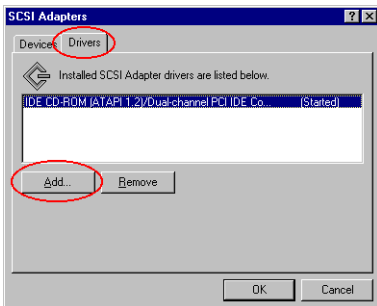 SCSI Adapters
Devices Drivers
Installed SCSI Adapter drivers are listed below.
IDE CD-ROM (ATAPI 1.2)/Dual-channel PCI IDE Co... (Started)
Add... Remove
OK Cancel